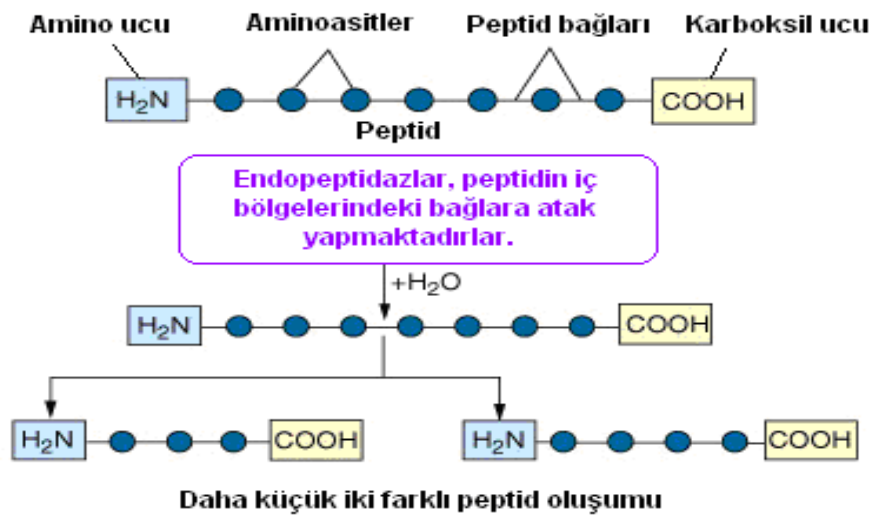 Amino ucu Aminoasitler Peptid bağları Karboksil ucu
H₂N COOH
Peptid
Endopeptidazlar, peptidin iç
bölgelerindeki bağlara atak
yapmaktadırlar.
+H₂O
H₂N COOH
H₂N COOH H₂N COOH
Daha küçük iki farklı peptid oluşumu